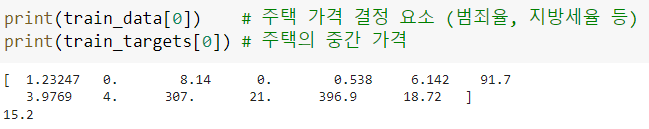 print(train_data[0]) # 주택 가격 결정 요소 (범죄율, 지방세율 등)
print(train_targets[0]) # 주택의 중간 가격
[ 1.23247 0. 8.14 0. 0.538 6.142 91.7
3.9769 4. 307. 21. 396.9 18.72 ]
15.2